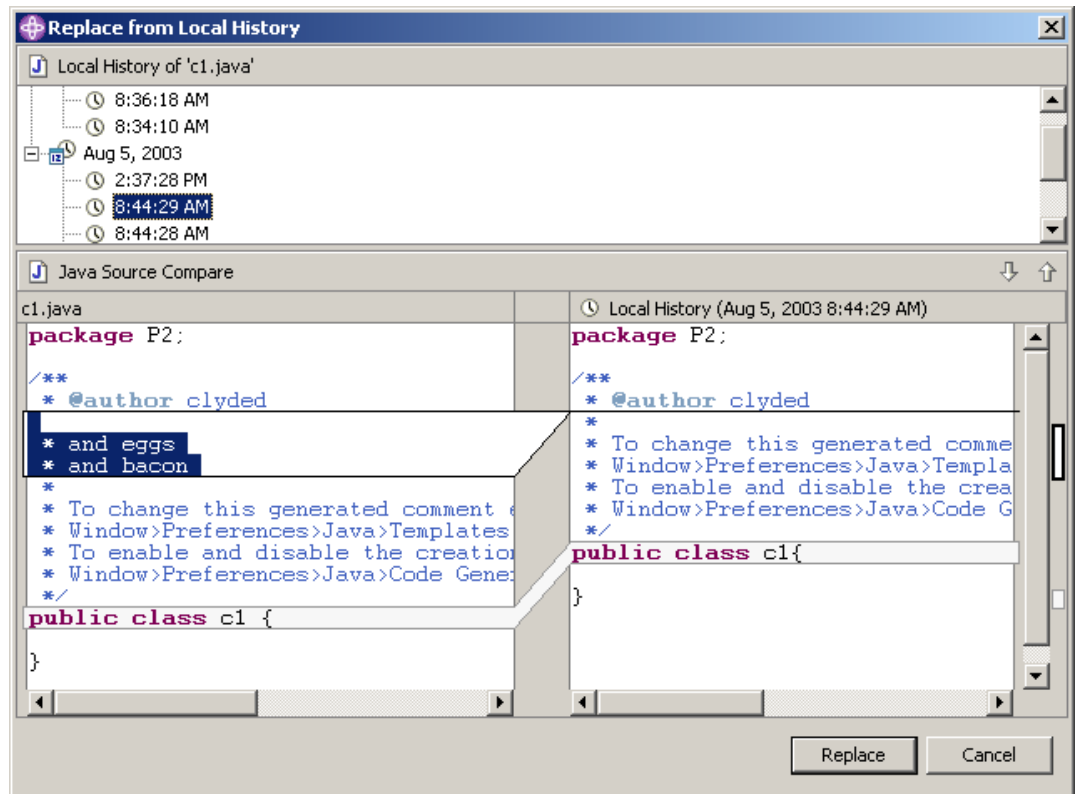 Replace from Local History
Local History of 'c1.java'
8:36:18 AM
8:34:10 AM
Aug 5, 2003
2:37:28 PM
8:44:29 AM
8:44:28 AM
Java Source Compare
c1.java
package P2;
/**
* @author clyded
* and eggs
* and bacon
*
* To change this generated comment
* Window>Preferences>Java>Templates
* To enable and disable the creation
* Window>Preferences>Java>Code Gene
*/
public class c1 {
}
Local History (Aug 5, 2003 8:44:29 AM)
package P2;
/**
* @author clyded
*
* To change this generated comme
* Window>Preferences>Java>Templa
* To enable and disable the crea
* Window>Preferences>Java>Code G
*/
public class c1{
}
Replace
Cancel